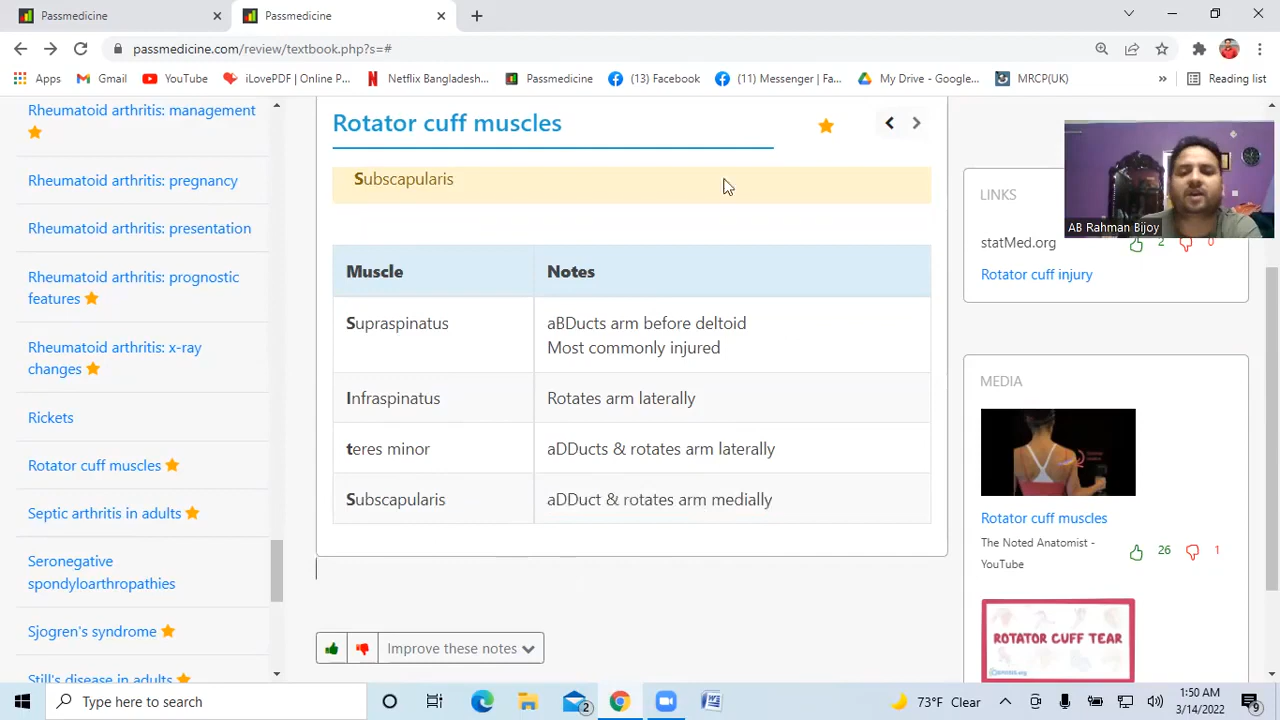 Passmedicine
Passmedicine
passmedicine.com/review/textbook.php?s=#
Apps
Gmail
YouTube
iLovePDF | Online P...
Netflix Bangladesh...
Passmedicine
(13) Facebook
(11) Messenger | Fa...
My Drive - Google...
MRCP(UK)
»
Reading list
Rheumatoid arthritis: management
Rheumatoid arthritis: pregnancy
Rheumatoid arthritis: presentation
Rheumatoid arthritis: prognostic
features
Rheumatoid arthritis: x-ray
changes
Rickets
Rotator cuff muscles
Septic arthritis in adults
Seronegative
spondyloarthropathies
Sjogren's syndrome
Still's disease in adults
Rotator cuff muscles
Subscapularis
Muscle Notes
Supraspinatus aBDucts arm before deltoid
Most commonly injured
Infraspinatus Rotates arm laterally
teres minor aDDucts & rotates arm laterally
Subscapularis aDDuct & rotates arm medially
Improve these notes
AB Rahman Bijoy
LINKS
statMed.org
2 0
Rotator cuff injury
MEDIA
Rotator cuff muscles
The Noted Anatomist -
YouTube
26 1
ROTATOR CUFF TEAR
Type here to search
2
73°F Clear
1:50 AM
3/14/2022
9